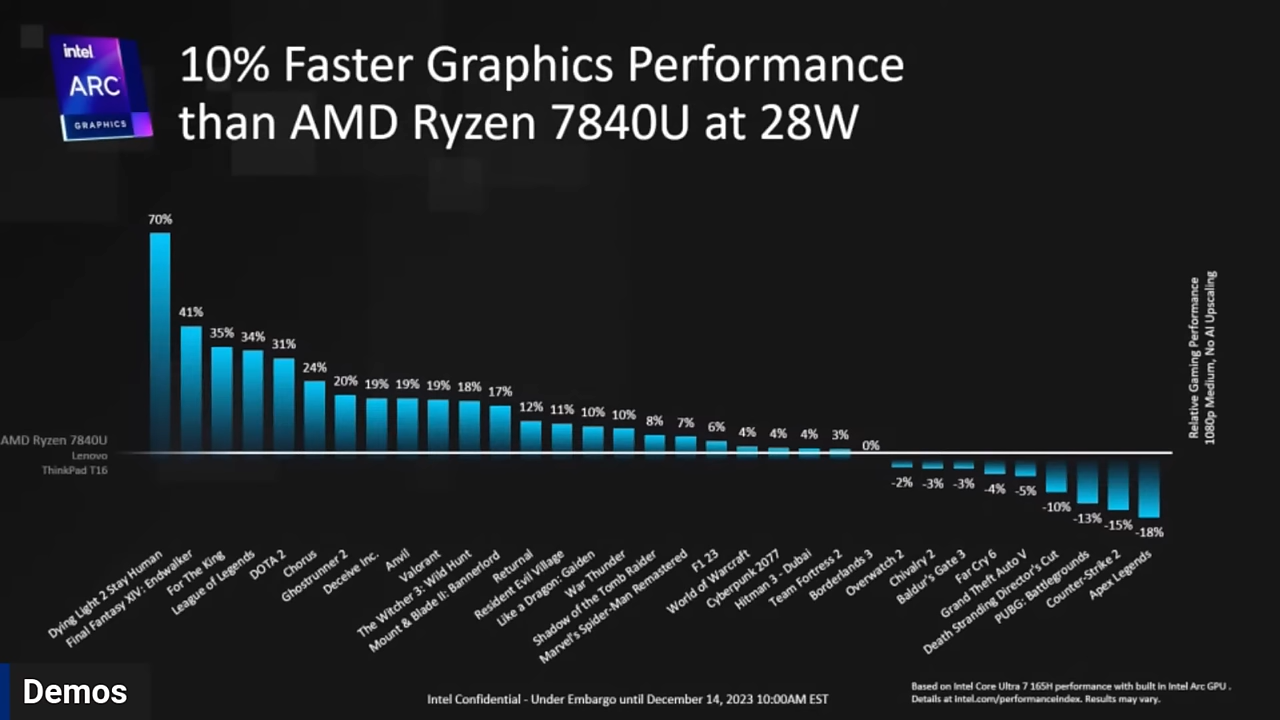 intel
ARC
GRAPHICS
10% Faster Graphics Performance
than AMD Ryzen 7840U at 28W
70%
41%
35%
34%
31%
24%
20%
19%
19%
19%
18%
17%
12%
11%
10%
10%
8%
7%
6%
4%
4%
4%
3%
0%
-2%
-3%
-3%
-4%
-5%
-10%
-13%
-15%
-18%
AMD Ryzen 7840U
Lenovo
ThinkPad T16
Relative Gaming Performance
1080p Medium, No AI Upscaling
Dying Light 2 Stay Human
Final Fantasy XIV: Endwalker
For The King
League of Legends
DOTA 2
Chorus
Ghostrunner 2
Deceive Inc.
Anvil
Valorant
The Witcher 3: Wild Hunt
Mount & Blade II: Bannerlord
Returnal
Resident Evil Village
Like a Dragon: Gaiden
War Thunder
Shadow of the Tomb Raider
Marvel's Spider-Man Remastered
F1 23
World of Warcraft
Cyberpunk 2077
Hitman 3 - Dubai
Team Fortress 2
Borderlands 3
Overwatch 2
Chivalry 2
Baldur's Gate 3
Far Cry 6
Grand Theft Auto V
Death Stranding Director's Cut
PUBG: Battlegrounds
Counter-Strike 2
Apex Legends
Demos
Intel Confidential - Under Embargo until December 14, 2023 10:00AM EST
Based on Intel Core Ultra 7 165H performance with built in Intel Arc GPU .
Details at intel.com/performanceindex. Results may vary.